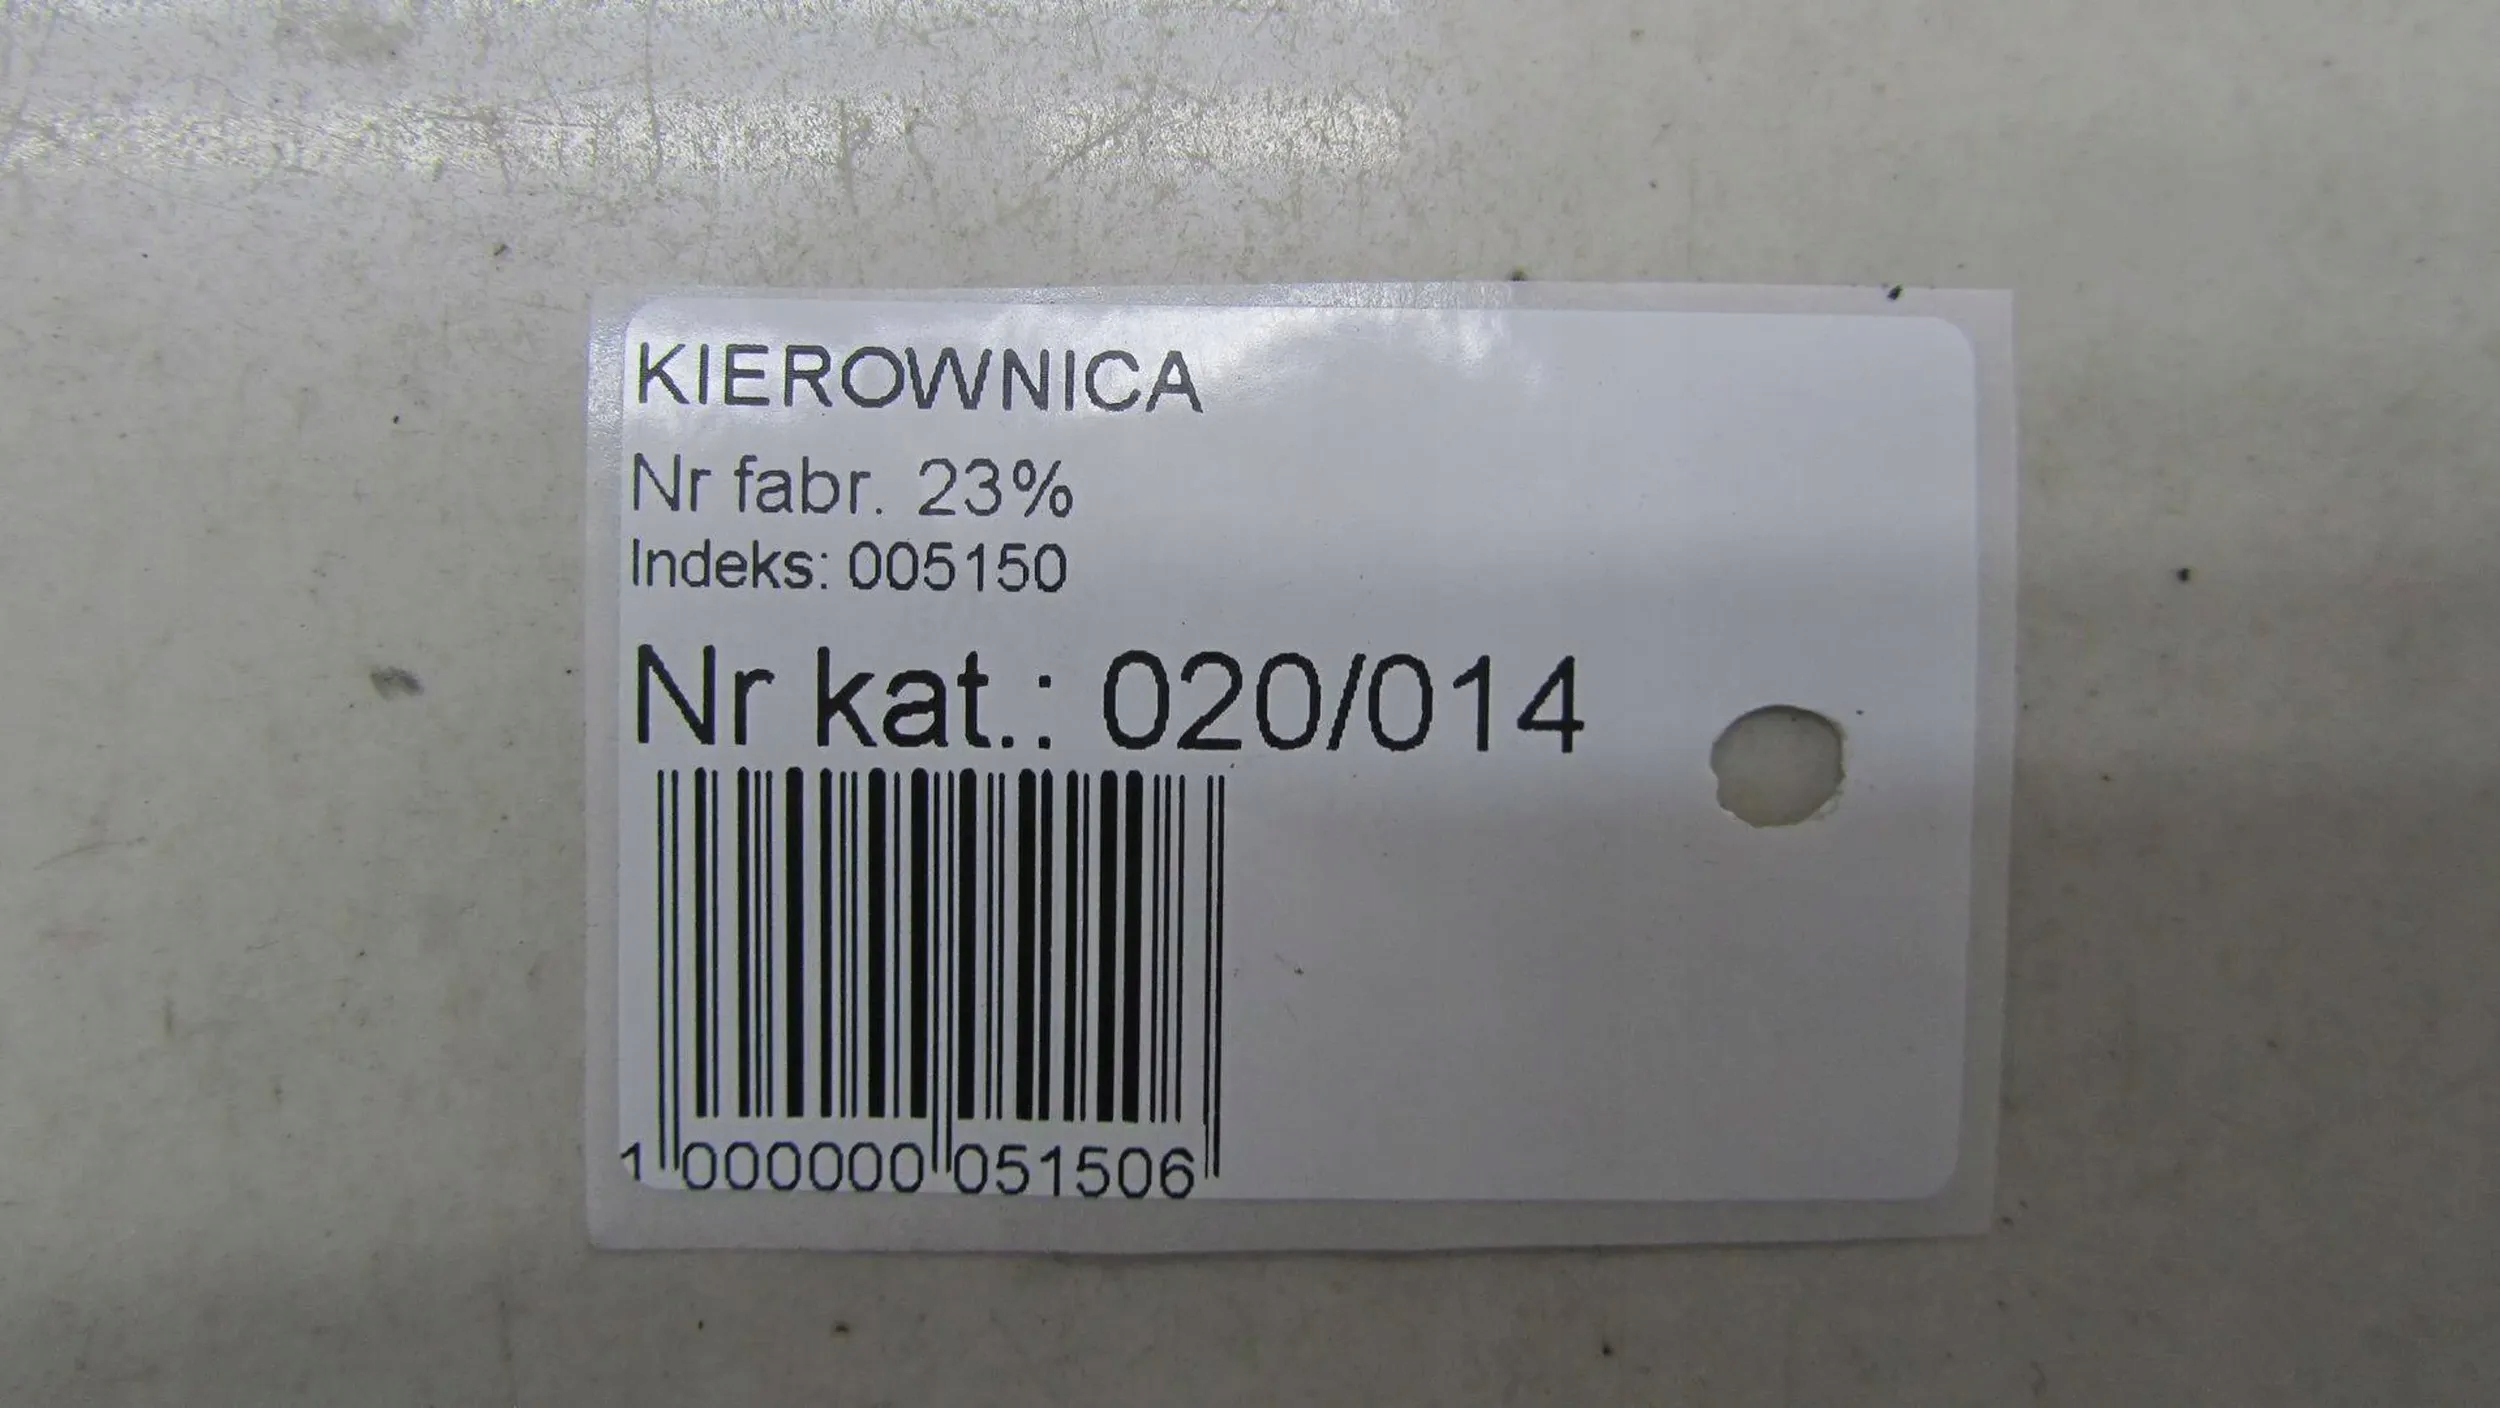 KIEROWNICA
Nr fabr. 23%
Indeks: 005150
Nr kat.: 020/014
1 000000 051506